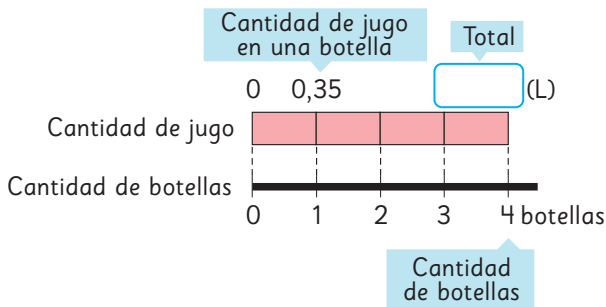 Cantidad de jugo
en una botella
Total
0 0,35 (L)
Cantidad de jugo
Cantidad de botellas
0 1 2 3 4 botellas
Cantidad
de botellas